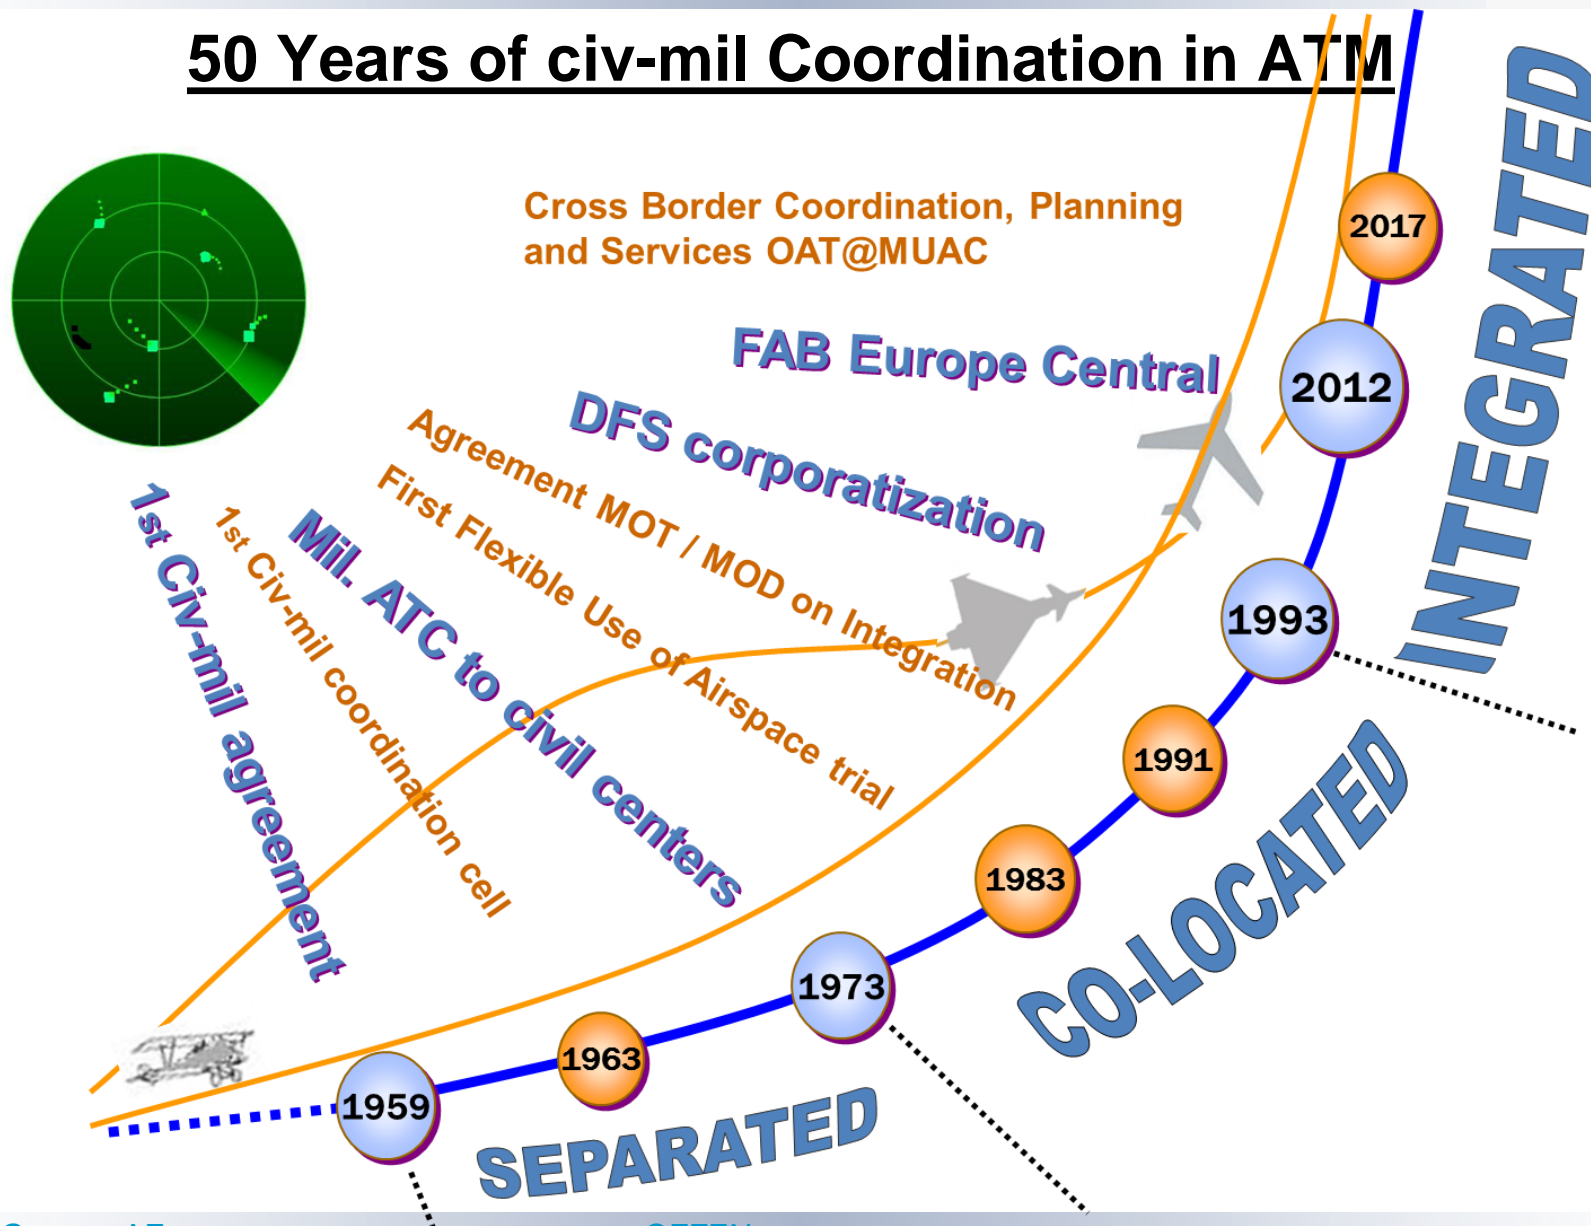 50 Years of civ-mil Coordination in ATM
Cross Border Coordination, Planning
and Services OAT@MUAC
FAB Europe Central
DFS corporatization
Agreement MOT / MOD on Integration
First Flexible Use of Airspace trial
Mil. ATC to civil centers
1st Civ-mil coordination cell
1st Civ-mil agreement
2017
2012
1993
1991
1983
1973
1963
1959
INTEGRATED
CO-LOCATED
SEPARATED